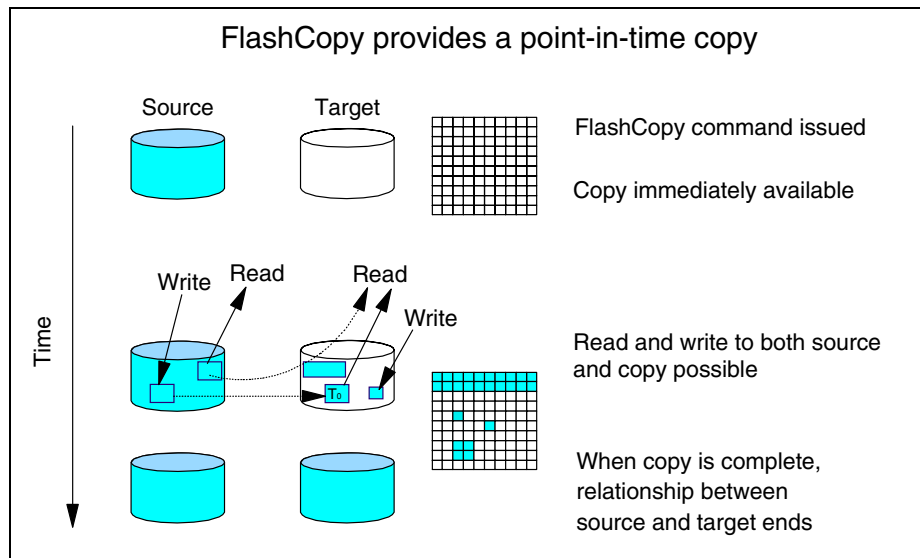 FlashCopy provides a point-in-time copy
Source
Target
FlashCopy command issued
Copy immediately available
Time
Write
Read
Read
Write
Read and write to both source
and copy possible
T0
When copy is complete,
relationship between
source and target ends